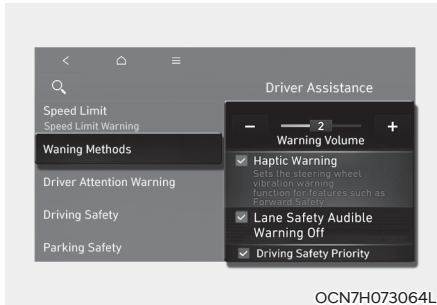 Driver Assistance
Speed Limit
Speed Limit Warning
Waning Methods
Driver Attention Warning
Driving Safety
Parking Safety
2
Warning Volume
Haptic Warning
Sets the steering wheel
vibration warning
function for features such as
Forward Safety
Lane Safety Audible
Warning Off
Driving Safety Priority
OCN7H073064L